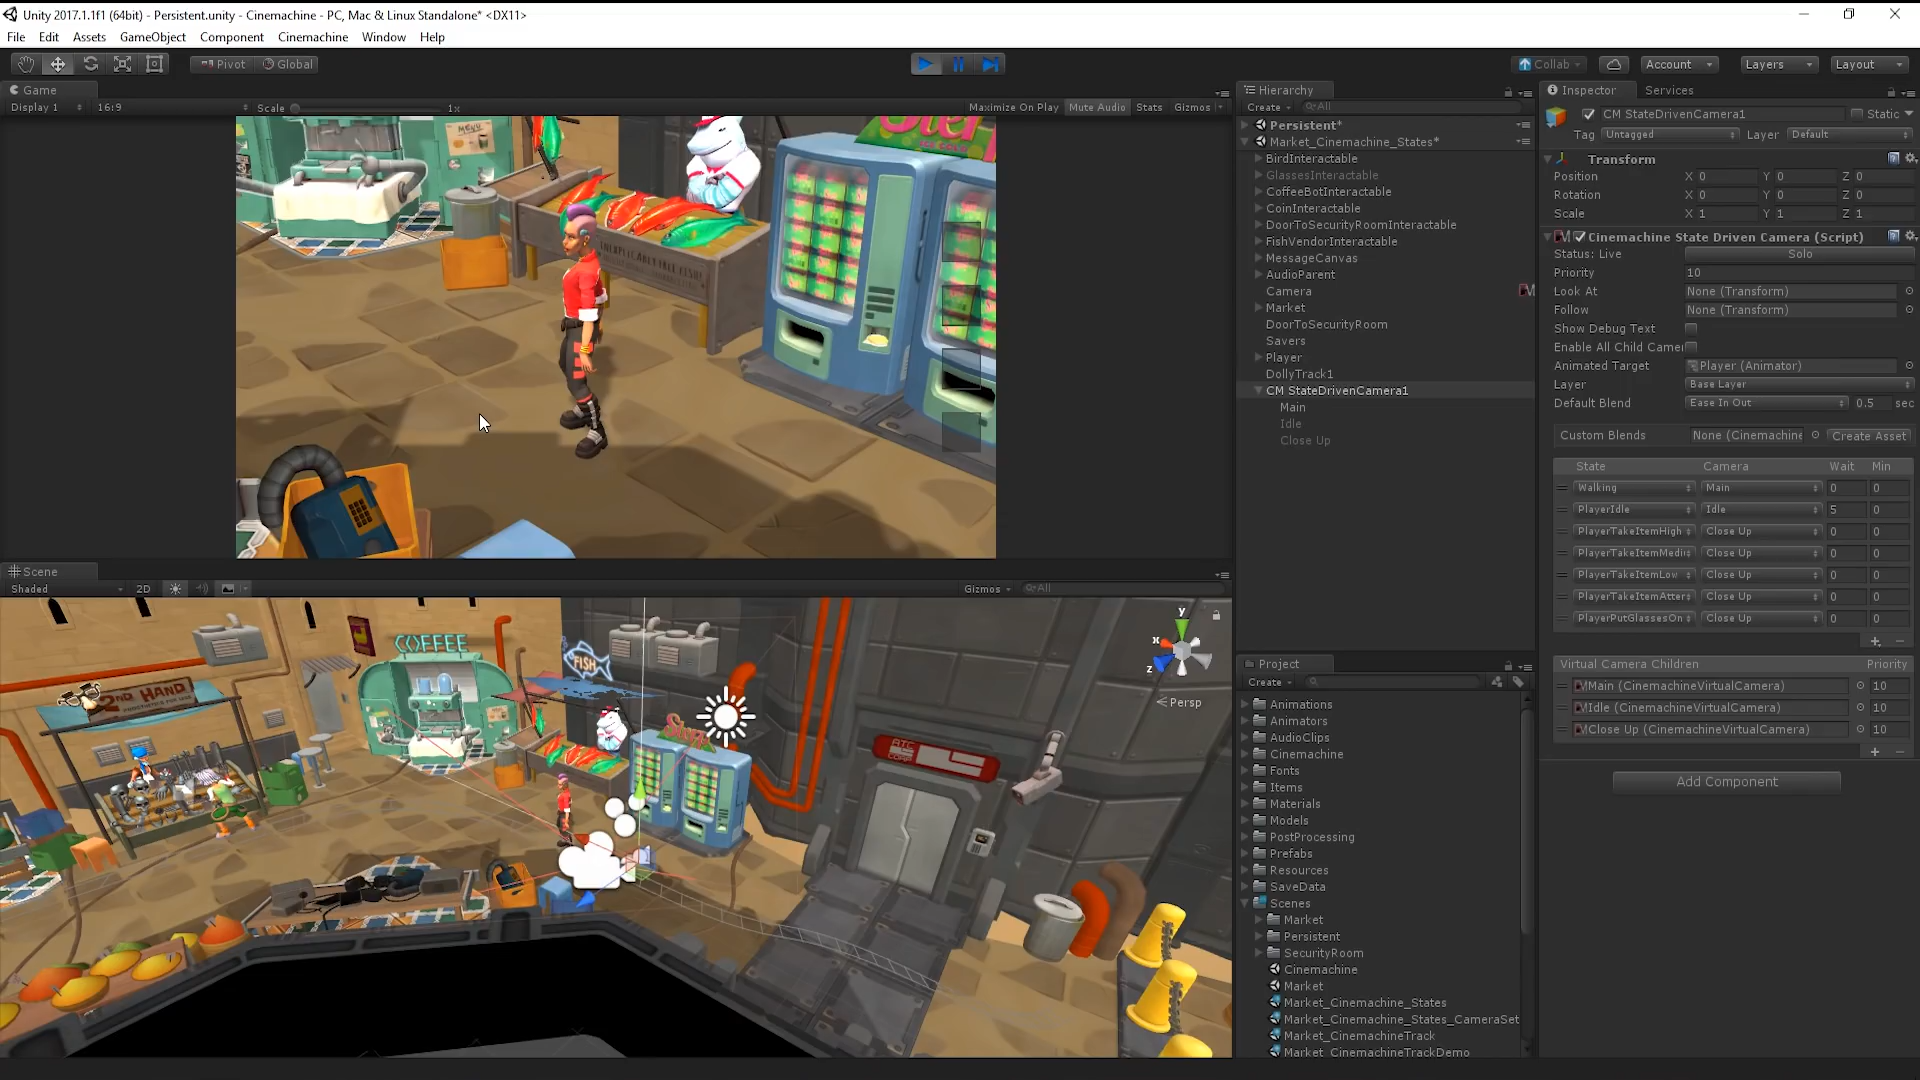 Unity 2017.1.1f1 (64bit) - Persistent.unity - Cinemachine - PC, Mac & Linux Standalone* <DX11>
File Edit Assets GameObject Component Cinemachine Window Help
Pivot Global Collab Account Layers Layout
Game
Display 1 16:9 Scale 1x Maximize On Play Mute Audio Stats Gizmos
MENU
Scene
Shaded 2D Gizmos All
COFFEE
FISH
2ND HAND
ATC CORP
y
x
z
Persp
Hierarchy
Create All
Persistent*
Market_Cinemachine_States*
BirdInteractable
GlassesInteractable
CoffeeBotInteractable
CoinInteractable
DoorToSecurityRoomInteractable
FishVendorInteractable
MessageCanvas
AudioParent
Camera
Market
DoorToSecurityRoom
Savers
Player
DollyTrack1
CM StateDrivenCamera1
Main
Idle
Close Up
Project
Create
Animations
Animators
AudioClips
Cinemachine
Fonts
Items
Materials
Models
PostProcessing
Prefabs
Resources
SaveData
Scenes
Market
Persistent
SecurityRoom
Cinemachine
Market
Market_Cinemachine_States
Market_Cinemachine_States_CameraSet
Market_CinemachineTrack
Market_CinemachineTrackDemo
Inspector Services
CM StateDrivenCamera1 Static
Tag Untagged Layer Default
Transform
Position X 0 Y 0 Z 0
Rotation X 0 Y 0 Z 0
Scale X 1 Y 1 Z 1
Cinemachine State Driven Camera (Script)
Status: Live Solo
Priority 10
Look At None (Transform)
Follow None (Transform)
Show Debug Text
Enable All Child Camer
Animated Target Player (Animator)
Layer Base Layer
Default Blend Ease In Out 0.5 sec
Custom Blends None (Cinemachine Create Asset
State Camera Wait Min
Walking Main 0 0
PlayerIdle Idle 5 0
PlayerTakeItemHigh Close Up 0 0
PlayerTakeItemMedi Close Up 0 0
PlayerTakeItemLow Close Up 0 0
PlayerTakeItemAtter Close Up 0 0
PlayerPutGlassesOn Close Up 0 0
Virtual Camera Children Priority
Main (CinemachineVirtualCamera) 10
Idle (CinemachineVirtualCamera) 10
Close Up (CinemachineVirtualCamera) 10
Add Component